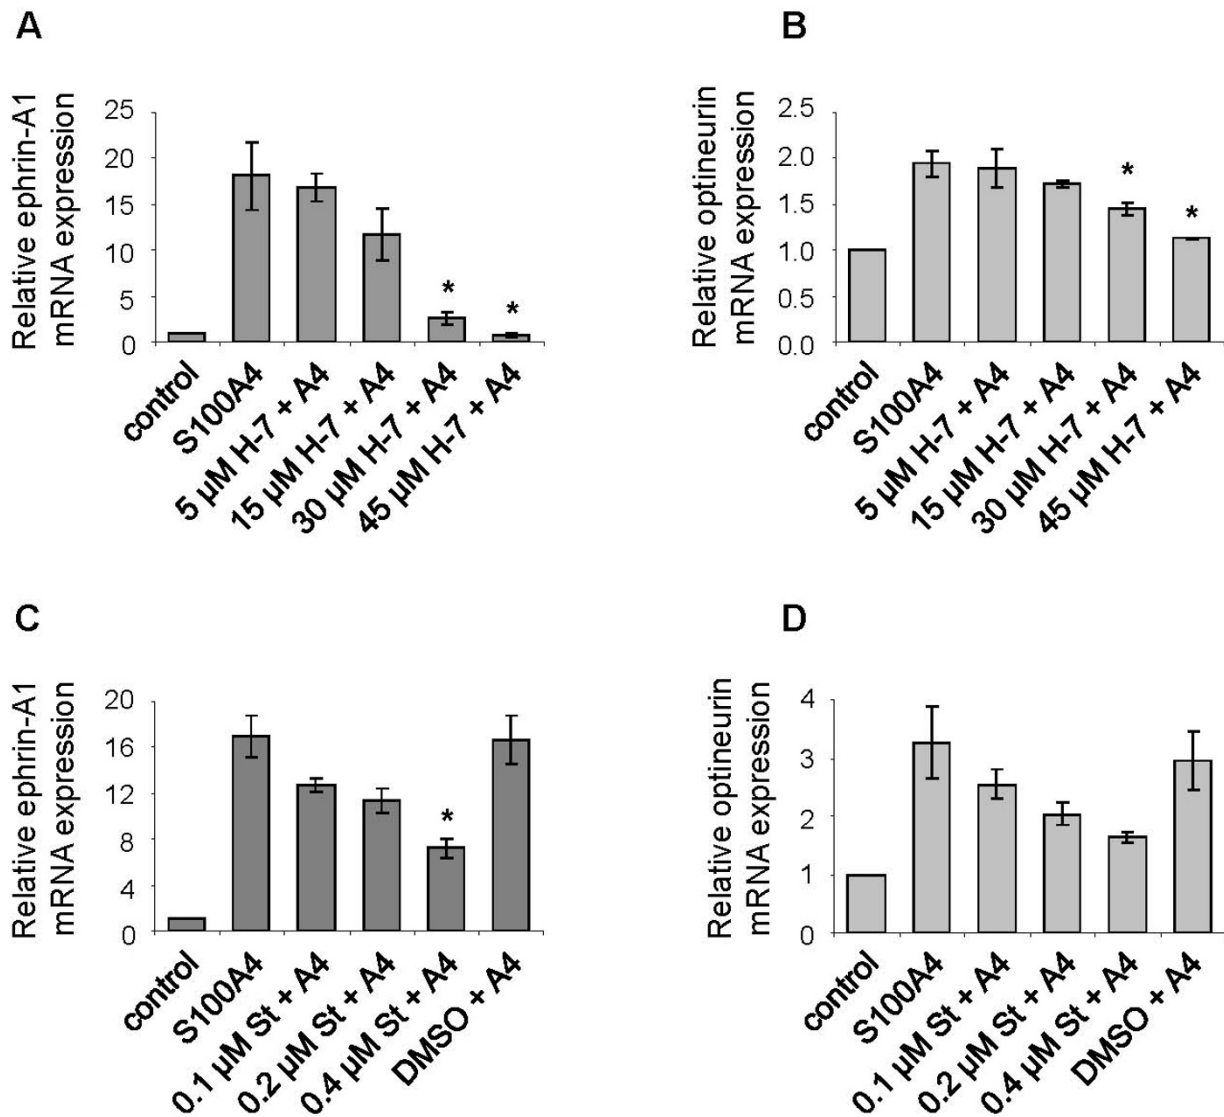 A
Relative ephrin-A1
mRNA expression
25
20
15
10
5
0
*
*
control
S100A4
5 µM H-7 + A4
15 µM H-7 + A4
30 µM H-7 + A4
45 µM H-7 + A4
B
Relative optineurin
mRNA expression
2.5
2.0
1.5
1.0
0.5
0.0
*
*
control
S100A4
5 µM H-7 + A4
15 µM H-7 + A4
30 µM H-7 + A4
45 µM H-7 + A4
C
Relative ephrin-A1
mRNA expression
20
16
12
8
4
0
*
control
S100A4
0.1 µM St + A4
0.2 µM St + A4
0.4 µM St + A4
DMSO + A4
D
Relative optineurin
mRNA expression
4
3
2
1
0
control
S100A4
0.1 µM St + A4
0.2 µM St + A4
0.4 µM St + A4
DMSO + A4